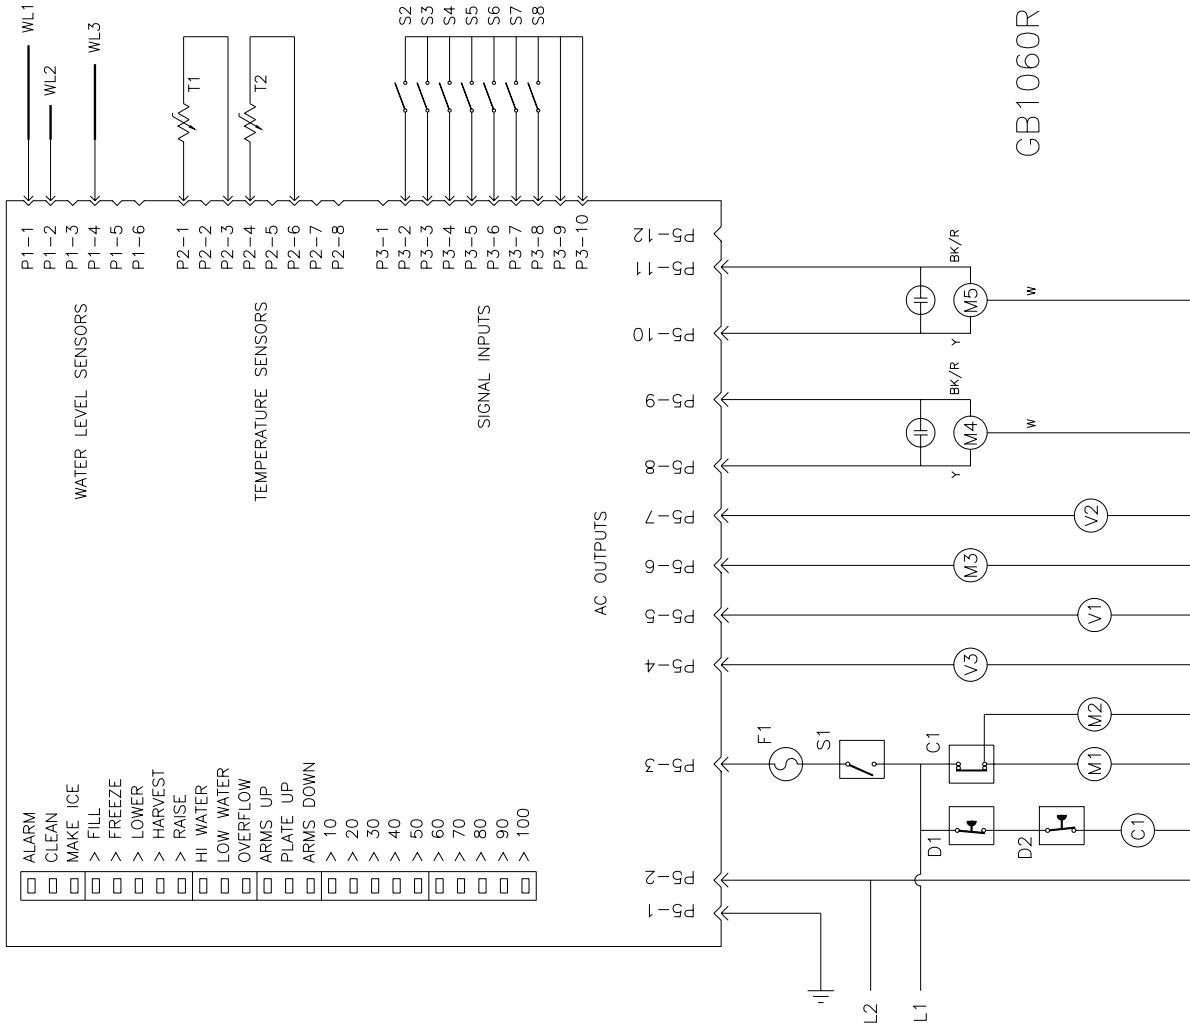 WL1
WL2
WL3
T1
T2
S2
S3
S4
S5
S6
S7
S8
GB1060R
P1-1
P1-2
P1-3
P1-4
P1-5
P1-6
P2-1
P2-2
P2-3
P2-4
P2-5
P2-6
P2-7
P2-8
P3-1
P3-2
P3-3
P3-4
P3-5
P3-6
P3-7
P3-8
P3-9
P3-10
WATER LEVEL SENSORS
TEMPERATURE SENSORS
SIGNAL INPUTS
AC OUTPUTS
P5-12
P5-11
P5-10
P5-9
P5-8
P5-7
P5-6
P5-5
P5-4
P5-3
P5-2
P5-1
BK/R
M5
W
Y
BK/R
M4
W
Y
V2
M3
V1
V3
M2
F1
S1
C1
M1
D1
D2
C1
L2
L1
ALARM
CLEAN
MAKE ICE
> FILL
> FREEZE
> LOWER
> HARVEST
> RAISE
HI WATER
LOW WATER
OVERFLOW
ARMS UP
PLATE UP
ARMS DOWN
> 10
> 20
> 30
> 40
> 50
> 60
> 70
> 80
> 90
> 100